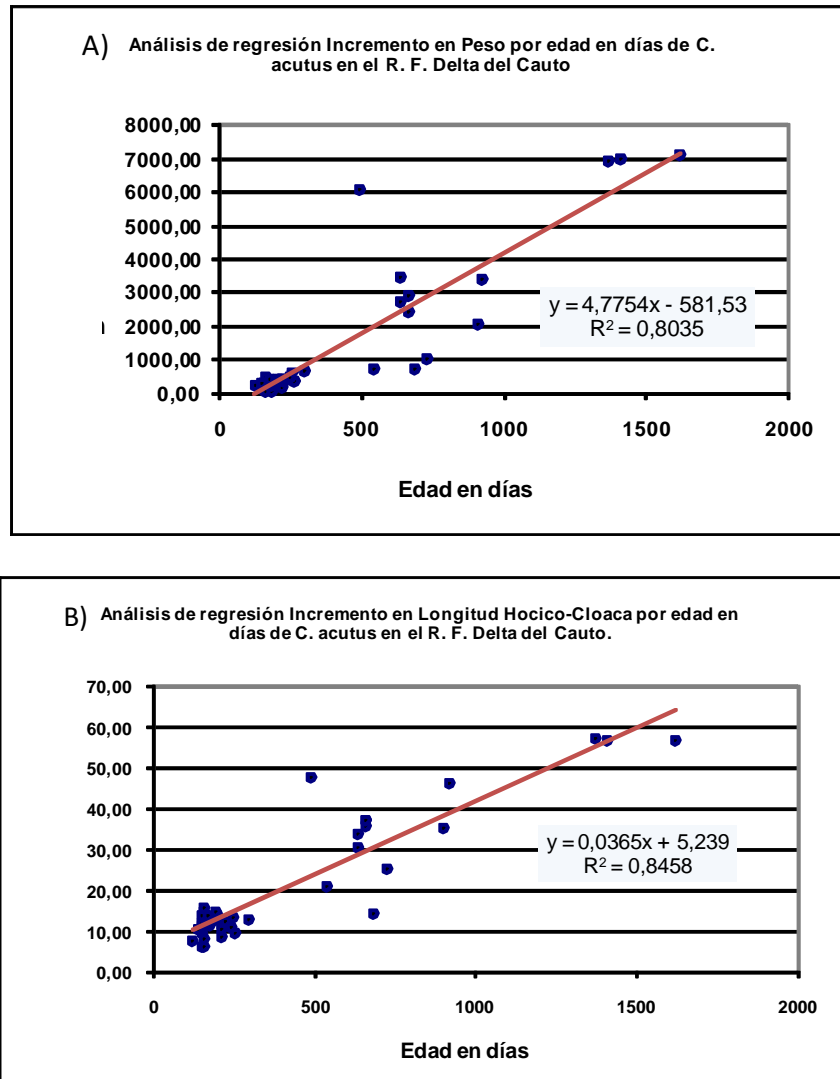 A) Análisis de regresión Incremento en Peso por edad en días de C.
acutus en el R. F. Delta del Cauto
8000,00
7000,00
6000,00
5000,00
4000,00
3000,00
2000,00
1000,00
0,00
y = 4,7754x - 581,53
R² = 0,8035
0 500 1000 1500 2000
Edad en días
B) Análisis de regresión Incremento en Longitud Hocico-Cloaca por edad en
días de C. acutus en el R. F. Delta del Cauto.
70,00
60,00
50,00
40,00
30,00
20,00
10,00
0,00
y = 0,0365x + 5,239
R² = 0,8458
0 500 1000 1500 2000
Edad en días